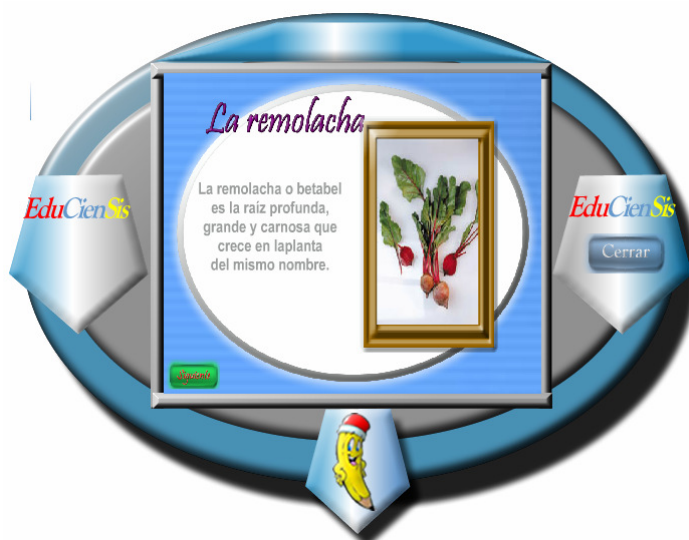 La remolacha
La remolacha o betabel
es la raíz profunda,
grande y carnosa que
crece en laplanta
del mismo nombre.
EduCienSis
EduCienSis
Cerrar